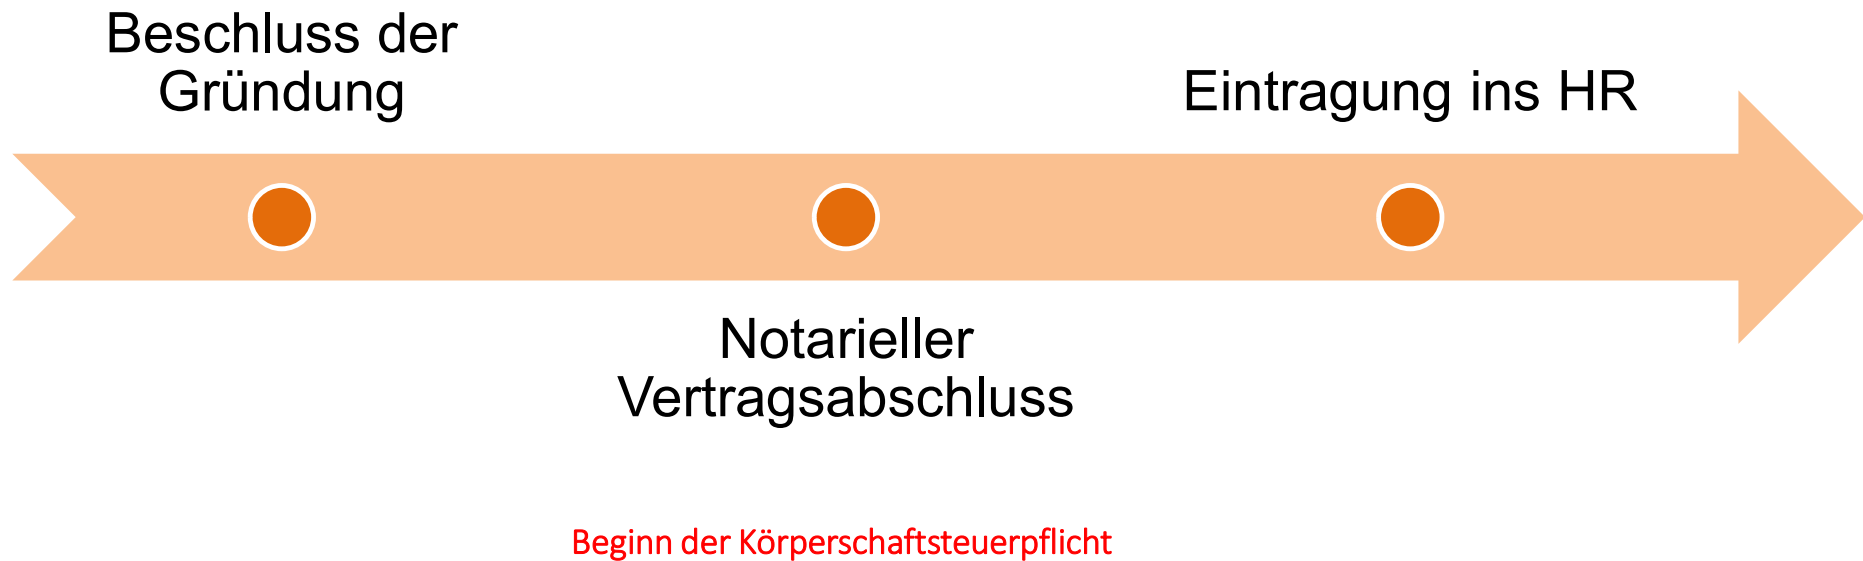 Beschluss der
Gründung
Eintragung ins HR
Notarieller
Vertragsabschluss
Beginn der Körperschaftsteuerpflicht